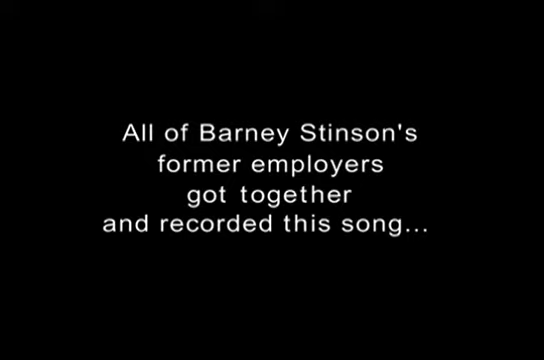 All of Barney Stinson's
former employers
got together
and recorded this song...